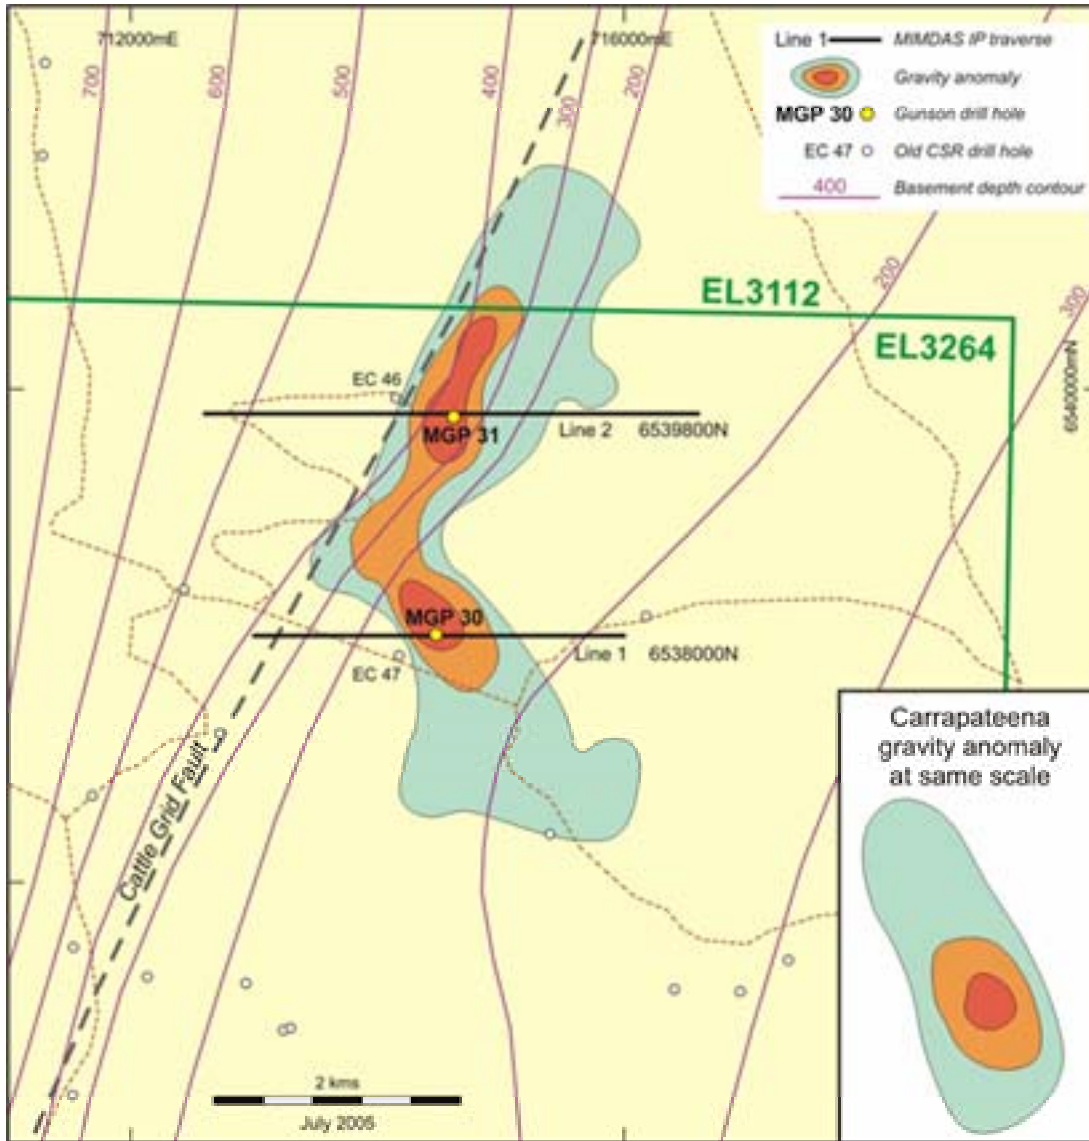 712000mE
716000mE
Line 1 MIMDAS IP traverse
Gravity anomaly
MGP 30 Gunson drill hole
EC 47 Old CSR drill hole
400 Basement depth contour
700
600
500
400
300
200
200
300
EL3112
EL3264
6540000mN
EC 46
MGP 31
Line 2 6539800N
MGP 30
EC 47
Line 1 6538000N
Cattle Grid Fault
Carrapateena
gravity anomaly
at same scale
2 kms
July 2005